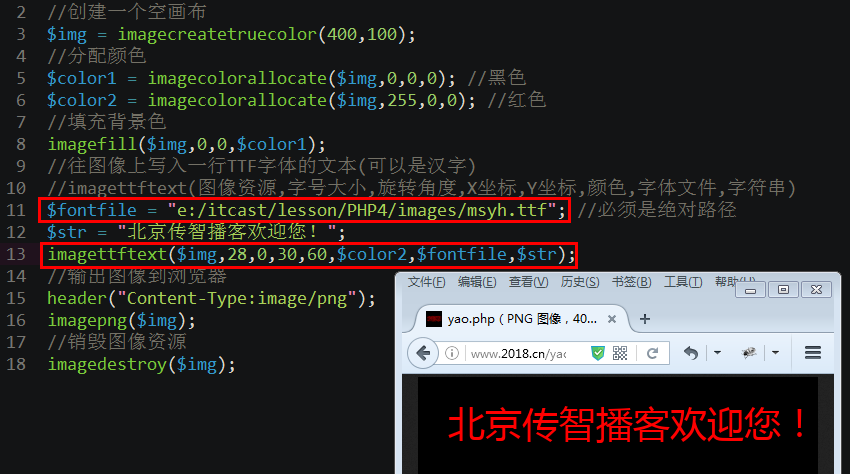 2 //创建一个空画布
3 $img = imagecreatetruecolor(400,100);
4 //分配颜色
5 $color1 = imagecolorallocate($img,0,0,0); //黑色
6 $color2 = imagecolorallocate($img,255,0,0); //红色
7 //填充背景色
8 imagefill($img,0,0,$color1);
9 //往图像上写入一行TTF字体的文本(可以是汉字)
10 //imagettftext(图像资源,字号大小,旋转角度,X坐标,Y坐标,颜色,字体文件,字符串)
11 $fontfile = "e:/itcast/lesson/PHP4/images/msyh.ttf"; //必须是绝对路径
12 $str = "北京传智播客欢迎您！";
13 imagettftext($img,28,0,30,60,$color2,$fontfile,$str);
14 //输出图像到浏览器
15 header("Content-Type:image/png");
16 imagepng($img);
17 //销毁图像资源
18 imagedestroy($img);
文件(F) 编辑(E) 查看(V) 历史(S) 书签(B) 工具(T) 帮助(
yao.php ( PNG 图像，40...
www.2018.cn/yao
北京传智播客欢迎您！